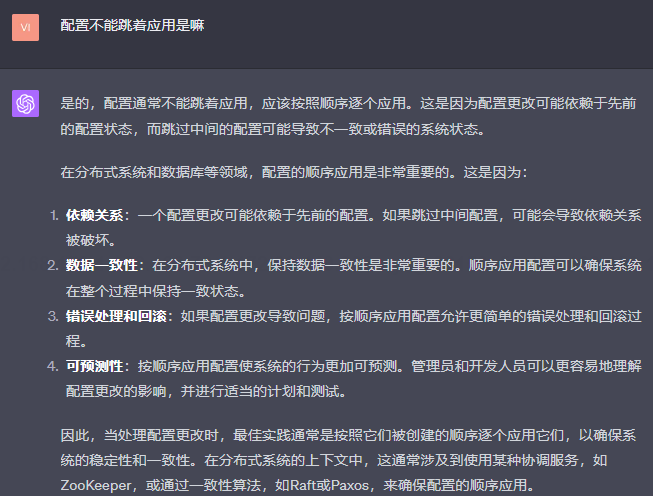 VI
配置不能跳着应用是嘛
是的，配置通常不能跳着应用，应该按照顺序逐个应用。这是因为配置更改可能依赖于先前
的配置状态，而跳过中间的配置可能导致不一致或错误的系统状态。
在分布式系统和数据库等领域，配置的顺序应用是非常重要的。这是因为：
1. 依赖关系：一个配置更改可能依赖于先前的配置。如果跳过中间配置，可能会导致依赖关系
被破坏。
2. 数据一致性：在分布式系统中，保持数据一致性是非常重要的。顺序应用配置可以确保系统
在整个过程中保持一致状态。
3. 错误处理和回滚：如果配置更改导致问题，按顺序应用配置允许更简单的错误处理和回滚过
程。
4. 可预测性：按顺序应用配置使系统的行为更加可预测。管理员和开发人员可以更容易地理解
配置更改的影响，并进行适当的计划和测试。
因此，当处理配置更改时，最佳实践通常是按照它们被创建的顺序逐个应用它们，以确保系
统的稳定性和一致性。在分布式系统的上下文中，这通常涉及到使用某种协调服务，如
ZooKeeper，或通过一致性算法，如Raft或Paxos，来确保配置的顺序应用。